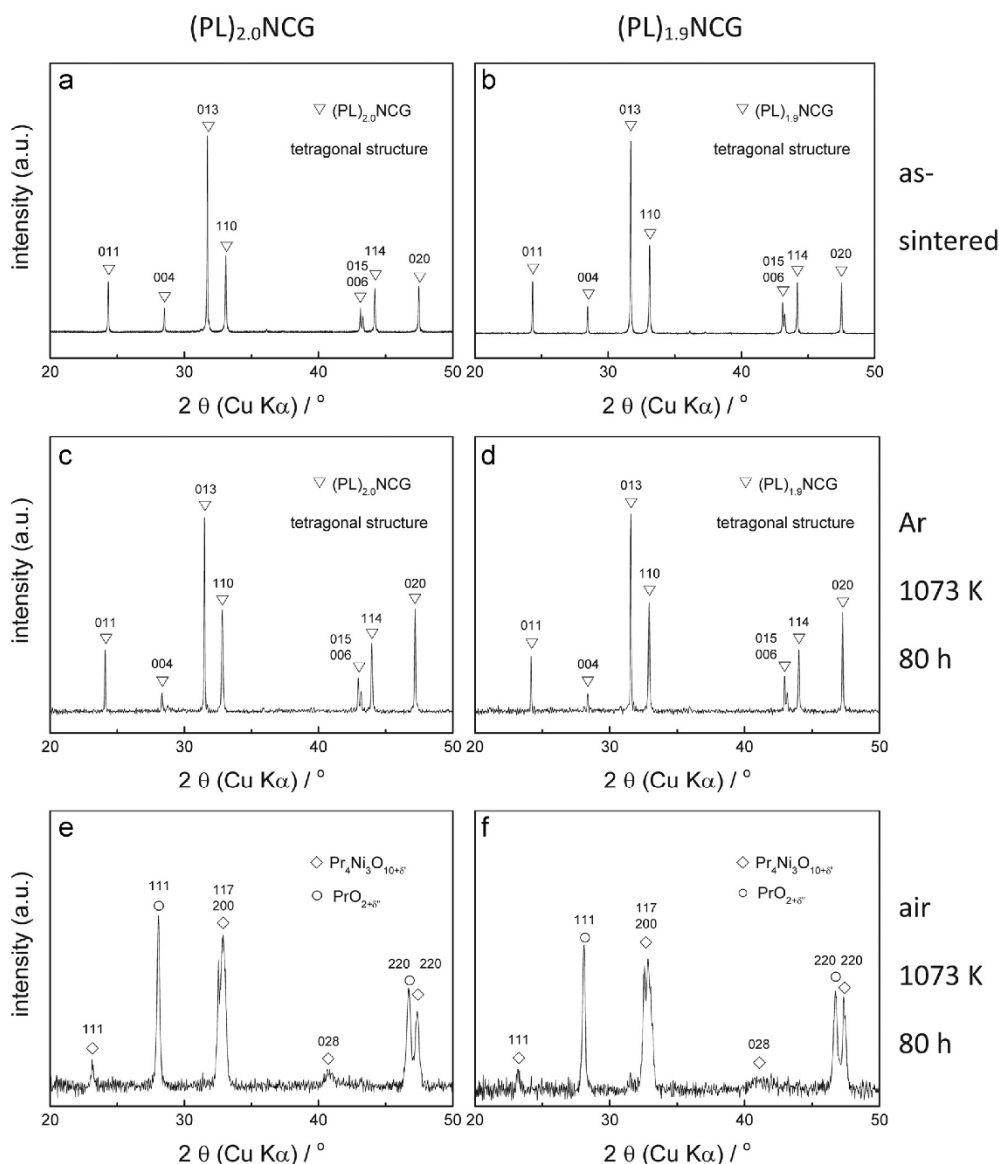 (PL)₂.₀NCG
(PL)₁.₉NCG
a
013
▽ (PL)₂.₀NCG
tetragonal structure
110
011
004
015
006
114
020
intensity (a.u.)
20 30 40 50
2 θ (Cu Kα) / °
b
013
▽ (PL)₁.₉NCG
tetragonal structure
110
011
004
015
006
114
020
20 30 40 50
2 θ (Cu Kα) / °
as-
sintered
c
013
▽ (PL)₂.₀NCG
tetragonal structure
110
011
004
015
006
114
020
intensity (a.u.)
20 30 40 50
2 θ (Cu Kα) / °
d
013
▽ (PL)₁.₉NCG
tetragonal structure
110
011
004
015
006
114
020
20 30 40 50
2 θ (Cu Kα) / °
Ar
1073 K
80 h
e
◇ Pr₄Ni₃O₁₀₊δ'
○ PrO₂₊δ''
111
111
117
200
028
220 220
intensity (a.u.)
20 30 40 50
2 θ (Cu Kα) / °
f
◇ Pr₄Ni₃O₁₀₊δ'
○ PrO₂₊δ''
111
111
117
200
028
220 220
20 30 40 50
2 θ (Cu Kα) / °
air
1073 K
80 h